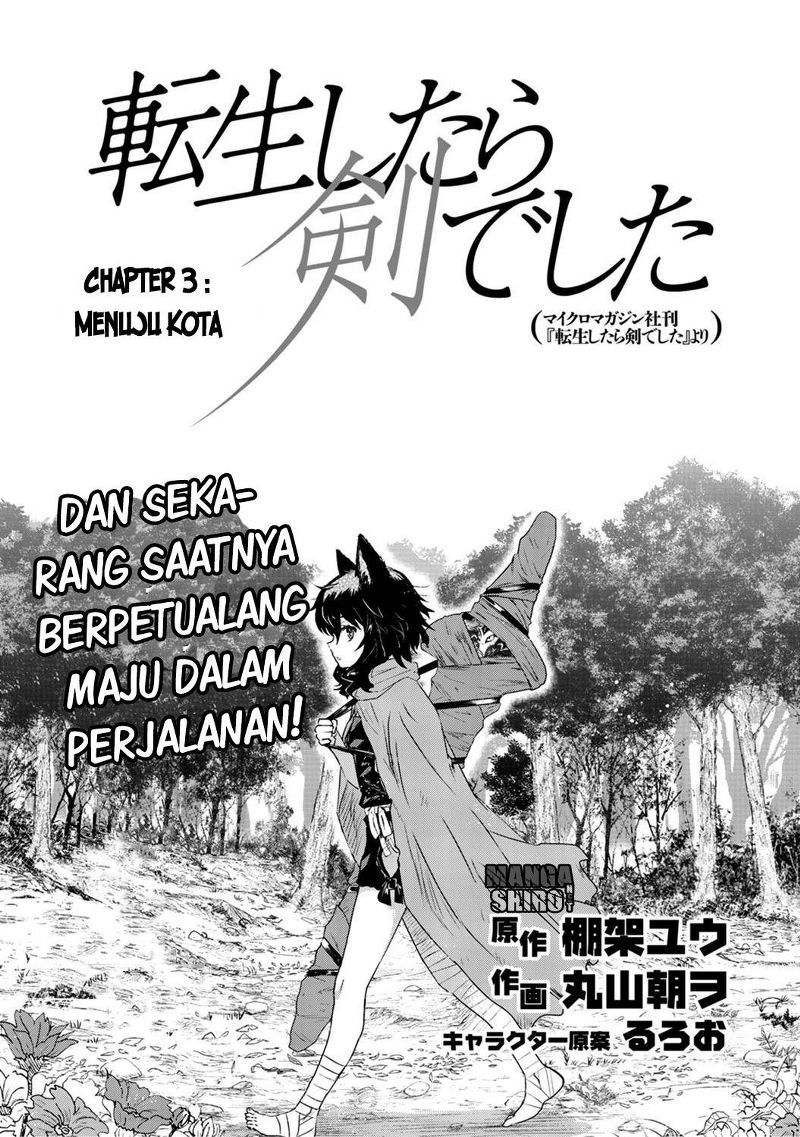 転生したら
剣でした
CHAPTER 3 :
MENUJU KOTA
(マイクロマガジン社刊
『転生したら剣でした』より)
DAN SEKA-
RANG SAATNYA
BERPETUALANG
MAJU DALAM
PERJALANAN!
MANGA
SHIRO!
原作 棚架ユウ
作画 丸山朝ヲ
キャラクター原案 るろお